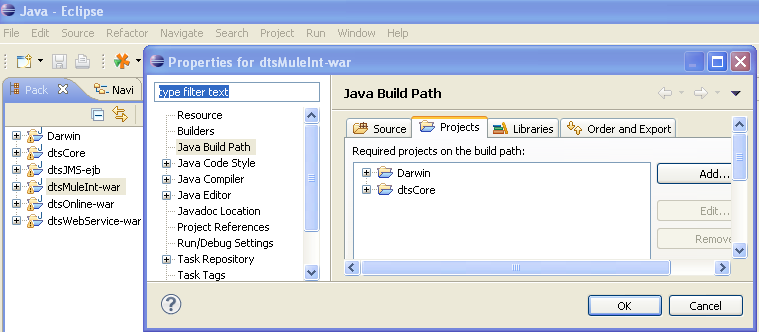 Java - Eclipse
File Edit Source Refactor Navigate Search Project Run Window Help
Pack Navi
Darwin
dtsCore
dtsJMS-ejb
dtsMuleInt-war
dtsOnline-war
dtsWebService-war
Properties for dtsMuleInt-war
type filter text
Resource
Builders
Java Build Path
Java Code Style
Java Compiler
Java Editor
Javadoc Location
Project References
Run/Debug Settings
Task Repository
Task Tags
Java Build Path
Source Projects Libraries Order and Export
Required projects on the build path:
Darwin
dtsCore
Add...
Edit...
Remove
OK Cancel